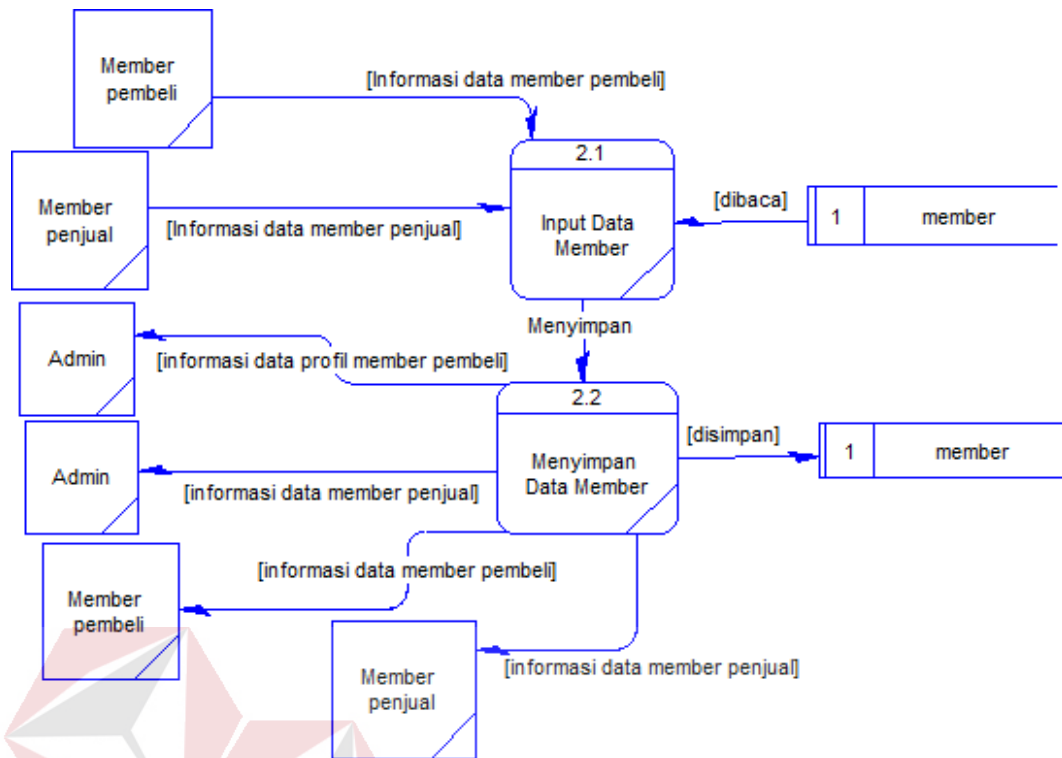 Member
pembeli
[Informasi data member pembeli]
2.1
Member
penjual
[Informasi data member penjual]
Input Data
Member
[dibaca]
1
member
Menyimpan
Admin
[informasi data profil member pembeli]
2.2
Menyimpan
Data Member
[disimpan]
1
member
Admin
[informasi data member penjual]
Member
pembeli
[informasi data member pembeli]
Member
penjual
[informasi data member penjual]